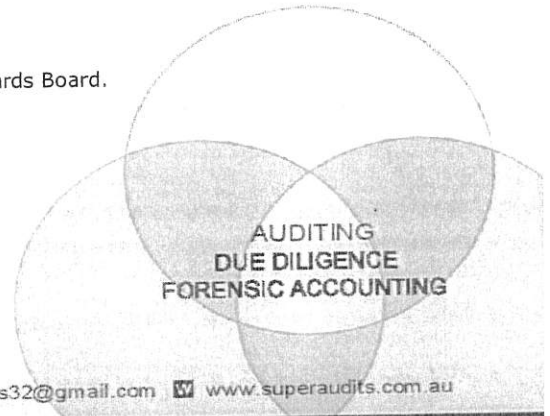 rds Board.
AUDITING
DUE DILIGENCE
FORENSIC ACCOUNTING
s32@gmail.com W www.superaudits.com.au